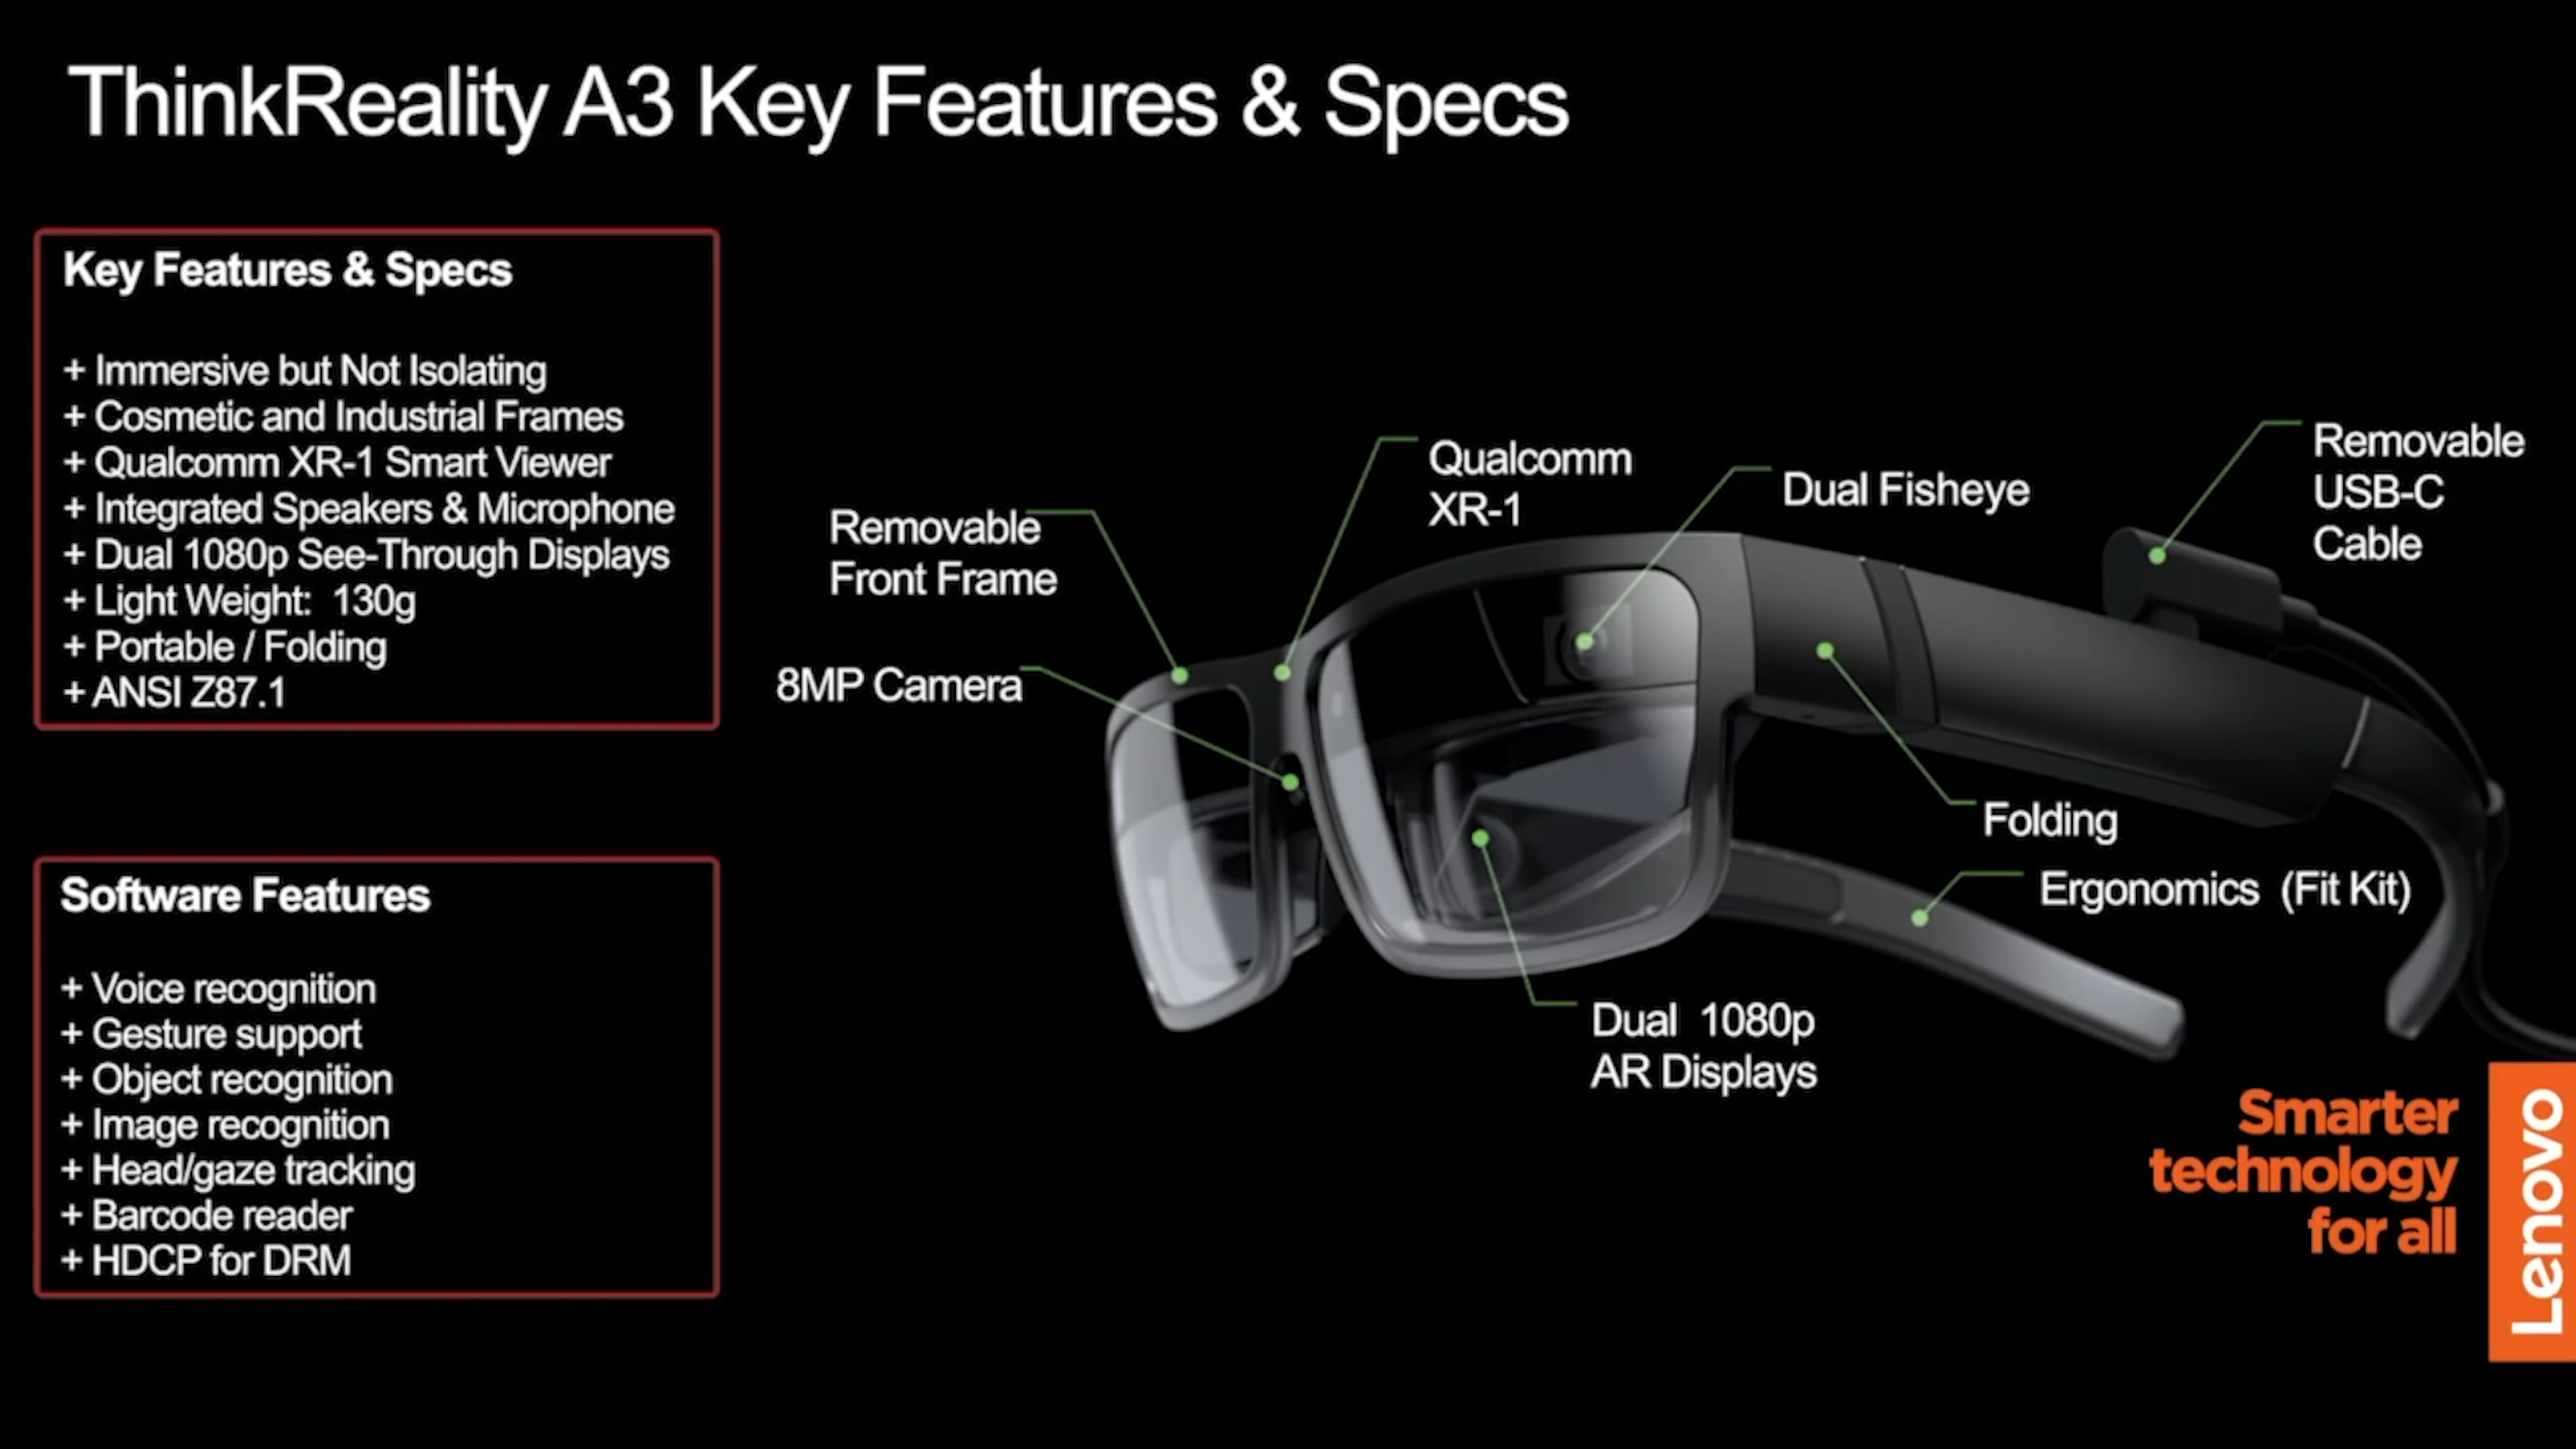 ThinkReality A3 Key Features & Specs
Key Features & Specs
+ Immersive but Not Isolating
+ Cosmetic and Industrial Frames
+ Qualcomm XR-1 Smart Viewer
+ Integrated Speakers & Microphone
+ Dual 1080p See-Through Displays
+ Light Weight:  130g
+ Portable / Folding
+ ANSI Z87.1
Software Features
+ Voice recognition
+ Gesture support
+ Object recognition
+ Image recognition
+ Head/gaze tracking
+ Barcode reader
+ HDCP for DRM
Removable
Front Frame
8MP Camera
Qualcomm
XR-1
Dual Fisheye
Removable
USB-C
Cable
Folding
Ergonomics  (Fit Kit)
Dual  1080p
AR Displays
Smarter
technology
for all
Lenovo